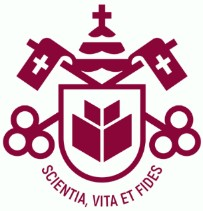 SCIENTIA, VITA ET FIDES